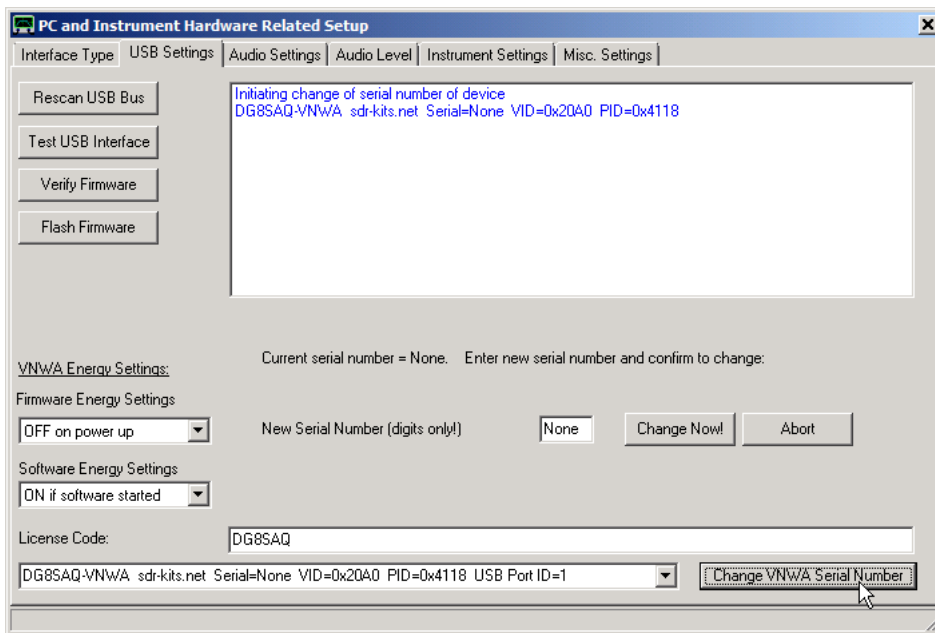 PC and Instrument Hardware Related Setup
Interface Type USB Settings Audio Settings Audio Level Instrument Settings Misc. Settings
Rescan USB Bus
Test USB Interface
Verify Firmware
Flash Firmware
Initiating change of serial number of device
DG8SAQ-VNWA sdr-kits.net Serial=None VID=0x20A0 PID=0x4118
Current serial number = None. Enter new serial number and confirm to change:
VNWA Energy Settings:
Firmware Energy Settings
OFF on power up
New Serial Number (digits only!) None Change Now! Abort
Software Energy Settings
ON if software started
License Code: DG8SAQ
DG8SAQ-VNWA sdr-kits.net Serial=None VID=0x20A0 PID=0x4118 USB Port ID=1 Change VNWA Serial Number